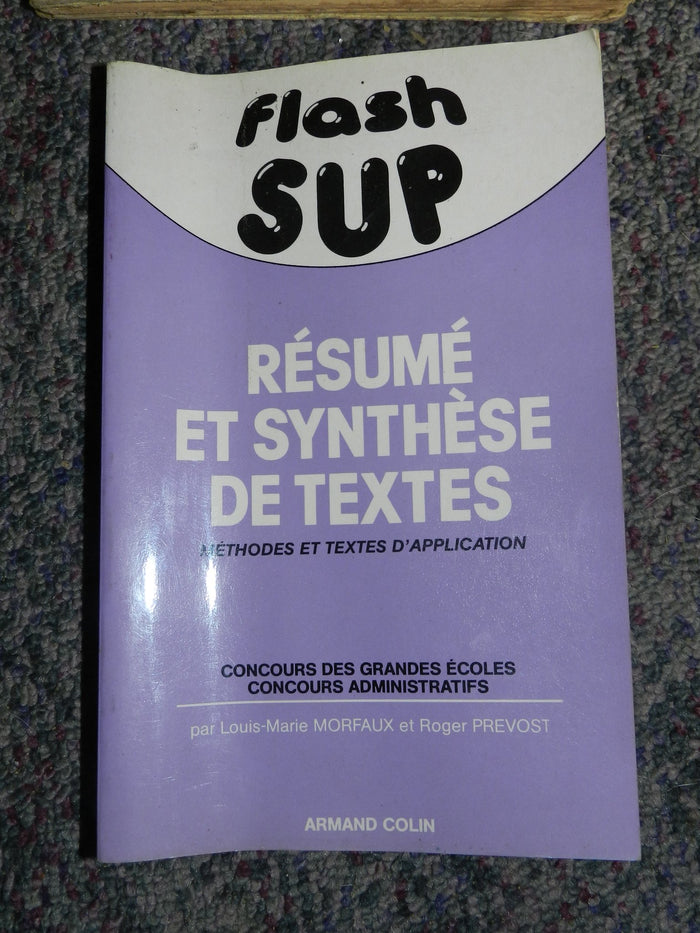 flash
SUP
RÉSUMÉ
ET SYNTHÈSE
DE TEXTES
MÉTHODES ET TEXTES D'APPLICATION
CONCOURS DES GRANDES ÉCOLES
CONCOURS ADMINISTRATIFS
par Louis-Marie MORFAUX et Roger PREVOST
ARMAND COLIN